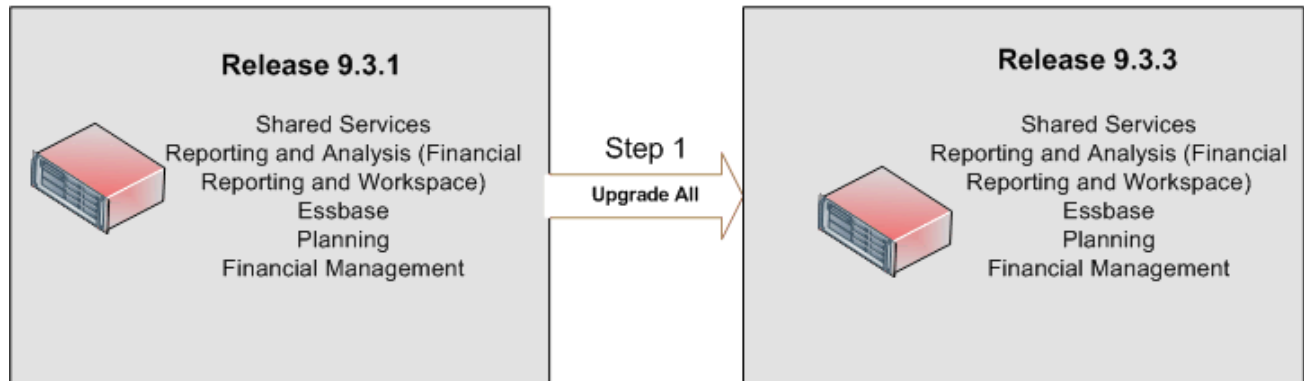 Release 9.3.1
Shared Services
Reporting and Analysis (Financial
Reporting and Workspace)
Essbase
Planning
Financial Management
Step 1
Upgrade All
Release 9.3.3
Shared Services
Reporting and Analysis (Financial
Reporting and Workspace)
Essbase
Planning
Financial Management